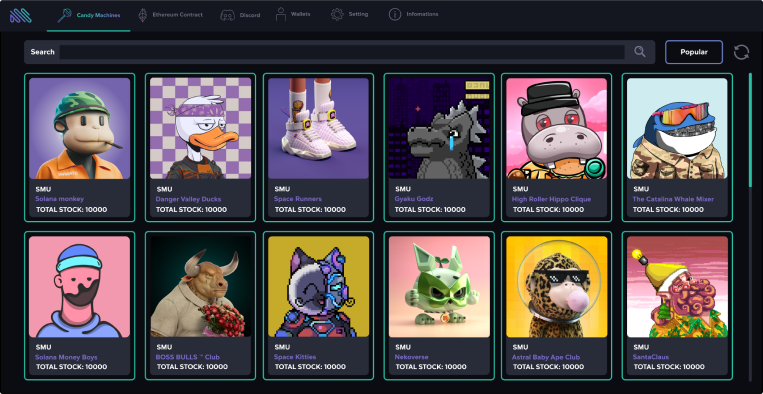 Candy Machines
Ethereum Contract
Discord
Wallets
Setting
Infomations
Search
Popular
SMU
Solana monkey
TOTAL STOCK: 10000
SMU
Danger Valley Ducks
TOTAL STOCK: 10000
SMU
Space Runners
TOTAL STOCK: 10000
SMU
Gyaku Godz
TOTAL STOCK: 10000
SMU
High Roller Hippo Clique
TOTAL STOCK: 10000
SMU
The Catalina Whale Mixer
TOTAL STOCK: 10000
SMU
Solana Money Boys
TOTAL STOCK: 10000
SMU
BOSS BULLS ™ Club
TOTAL STOCK: 10000
SMU
Space Kitties
TOTAL STOCK: 10000
SMU
Nekoverse
TOTAL STOCK: 10000
SMU
Astral Baby Ape Club
TOTAL STOCK: 10000
SMU
SantaClaus
TOTAL STOCK: 10000